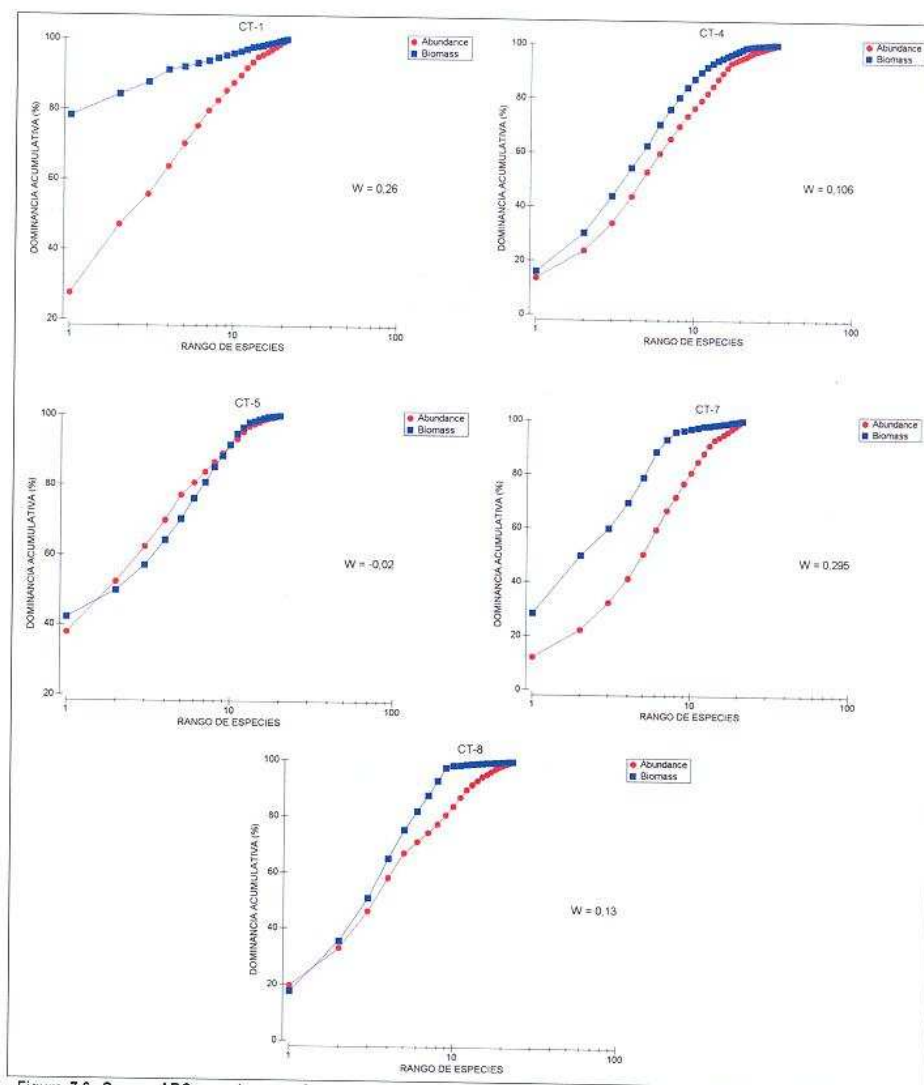 CT-1
Abundance
Biomass
DOMINANCIA ACUMULATIVA (%)
100
80
60
40
20
W = 0,26
1
10
100
RANGO DE ESPECIES
CT-4
Abundance
Biomass
DOMINANCIA ACUMULATIVA (%)
100
80
60
40
20
0
W = 0,106
1
10
100
RANGO DE ESPECIES
CT-5
Abundance
Biomass
DOMINANCIA ACUMULATIVA (%)
100
80
60
40
20
W = -0,02
1
10
100
RANGO DE ESPECIES
CT-7
Abundance
Biomass
DOMINANCIA ACUMULATIVA (%)
100
80
60
40
20
0
W = 0,295
1
10
100
RANGO DE ESPECIES
CT-8
Abundance
Biomass
DOMINANCIA ACUMULATIVA (%)
100
80
60
40
20
0
W = 0,13
1
10
100
RANGO DE ESPECIES
Figura